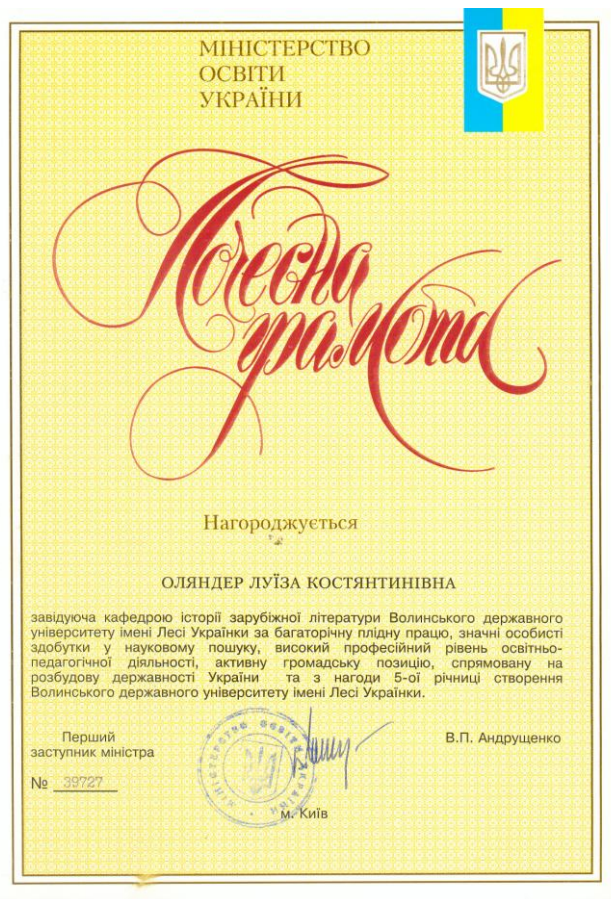 МІНІСТЕРСТВО
ОСВІТИ
УКРАЇНИ
Почесна
грамота
Нагороджується
ОЛЯНДЕР ЛУЇЗА КОСТЯНТИНІВНА
завідуюча кафедрою історії зарубіжної літератури Волинського державного
університету імені Лесі Українки за багаторічну плідну працю, значні особисті
здобутки у науковому пошуку, високий професійний рівень освітньо-
педагогічної діяльності, активну громадську позицію, спрямовану на
розбудову державності України та з нагоди 5-ої річниці створення
Волинського державного університету імені Лесі Українки.
Перший
заступник міністра
В.П. Андрущенко
№ 39727
МІНІСТЕРСТВО ОСВІТИ УКРАЇНИ
м. Київ